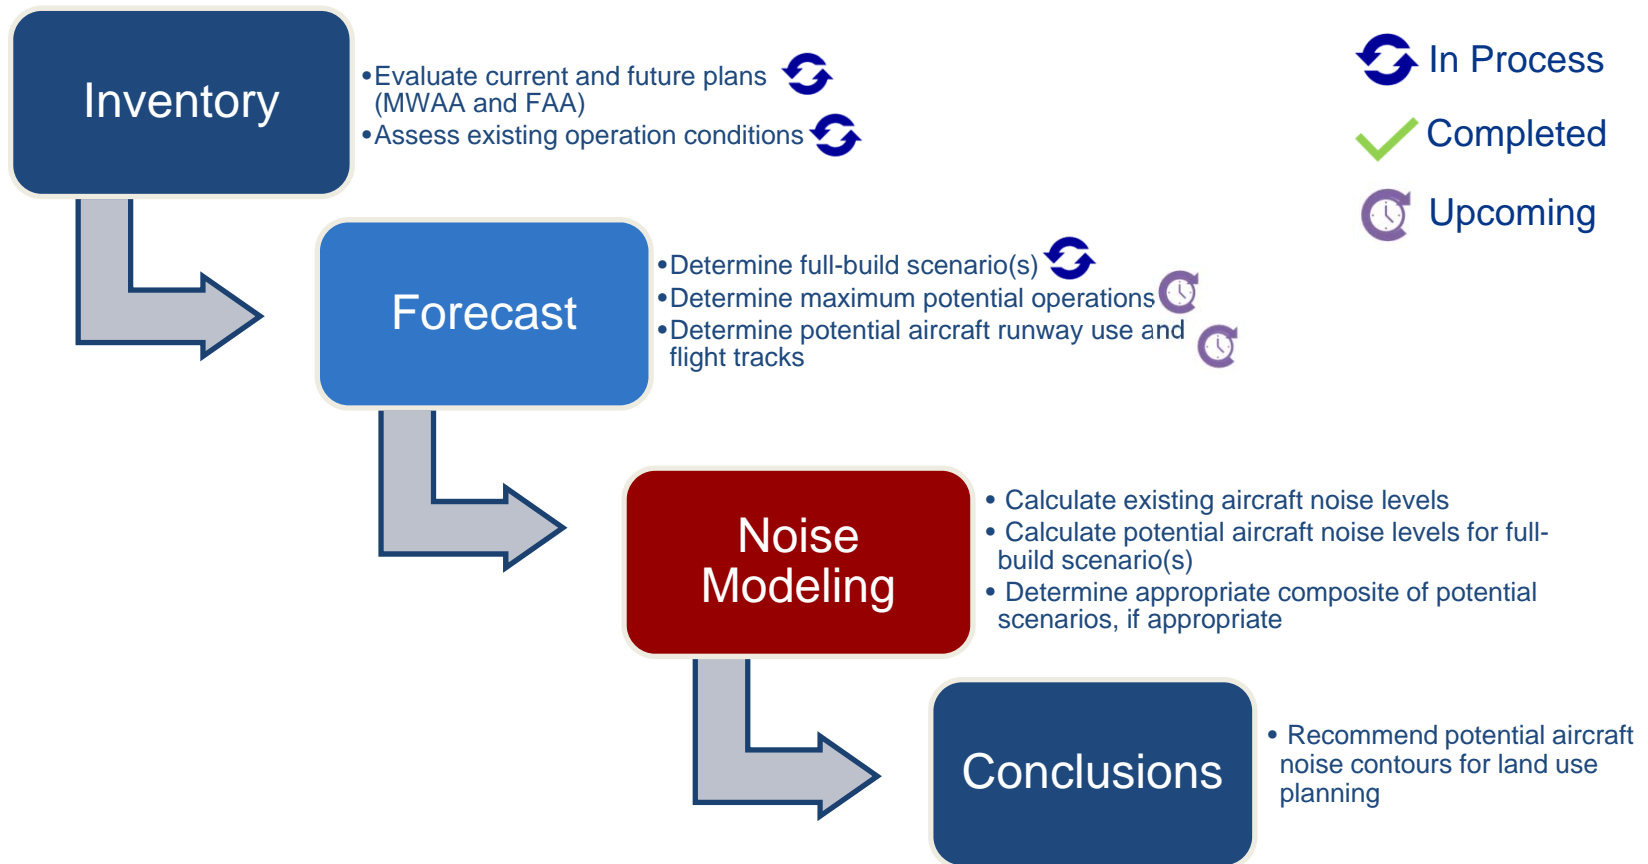 Inventory
•Evaluate current and future plans
(MWAA and FAA)
•Assess existing operation conditions
In Process
Completed
Upcoming
Forecast
•Determine full-build scenario(s)
•Determine maximum potential operations
•Determine potential aircraft runway use and
flight tracks
Noise
Modeling
• Calculate existing aircraft noise levels
• Calculate potential aircraft noise levels for full-
build scenario(s)
• Determine appropriate composite of potential
scenarios, if appropriate
Conclusions
• Recommend potential aircraft
noise contours for land use
planning